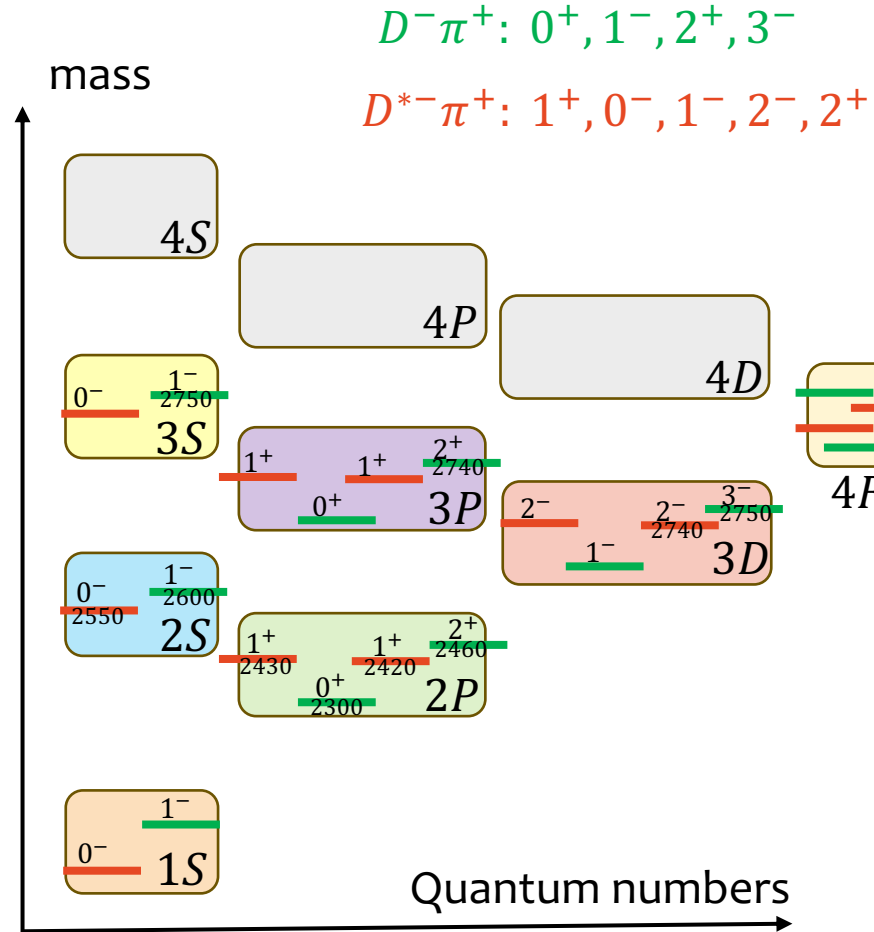 D⁻π⁺: 0⁺, 1⁻, 2⁺, 3⁻
mass
D*⁻π⁺: 1⁺, 0⁻, 1⁻, 2⁻, 2⁺
4S
4P
4D
0⁻ 1⁻
2750
3S
1⁺ 0⁺ 1⁺ 2⁺
2740
3P
2⁻ 1⁻ 2⁻ 3⁻
2740 2750
3D
0⁻ 1⁻
2550 2600
2S
1⁺ 0⁺ 1⁺ 2⁺
2430 2300 2420 2460
2P
0⁻ 1⁻
1S
Quantum numbers